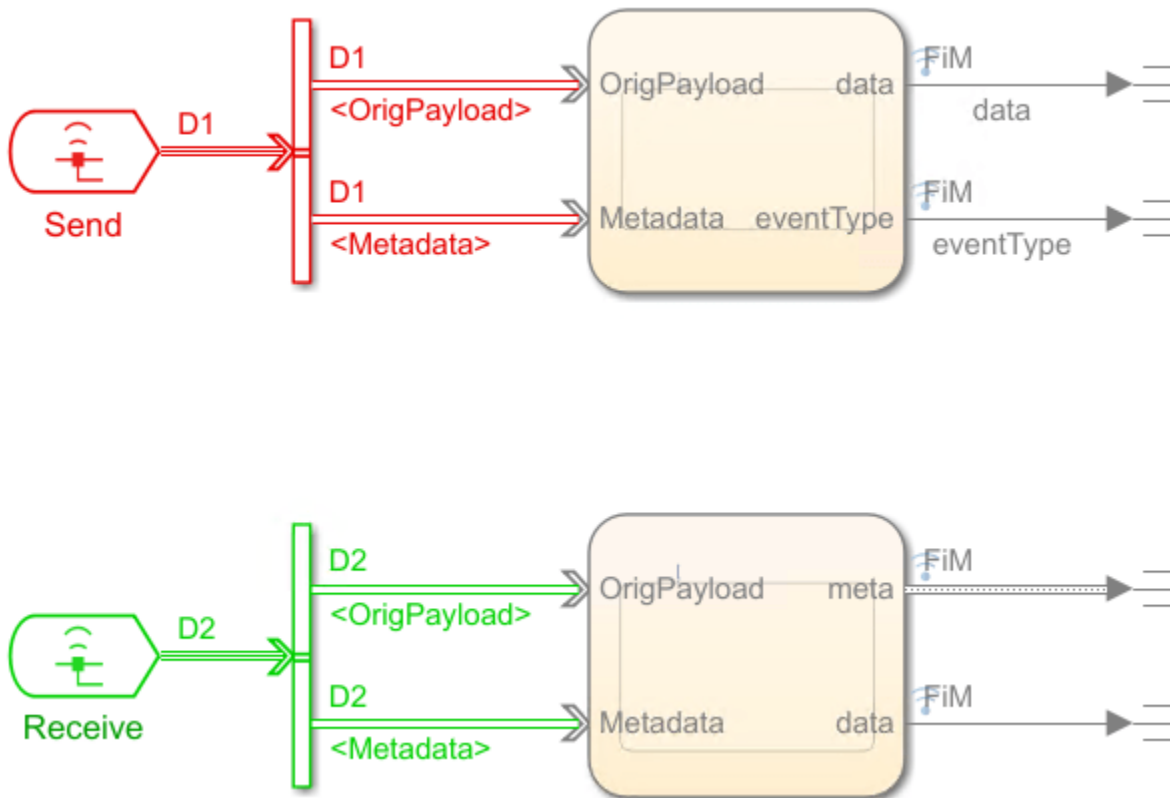 D1
Send
D1
<OrigPayload>
D1
<Metadata>
OrigPayload data
Metadata eventType
FiM
data
FiM
eventType
D2
Receive
D2
<OrigPayload>
D2
<Metadata>
OrigPayload meta
Metadata data
FiM
FiM